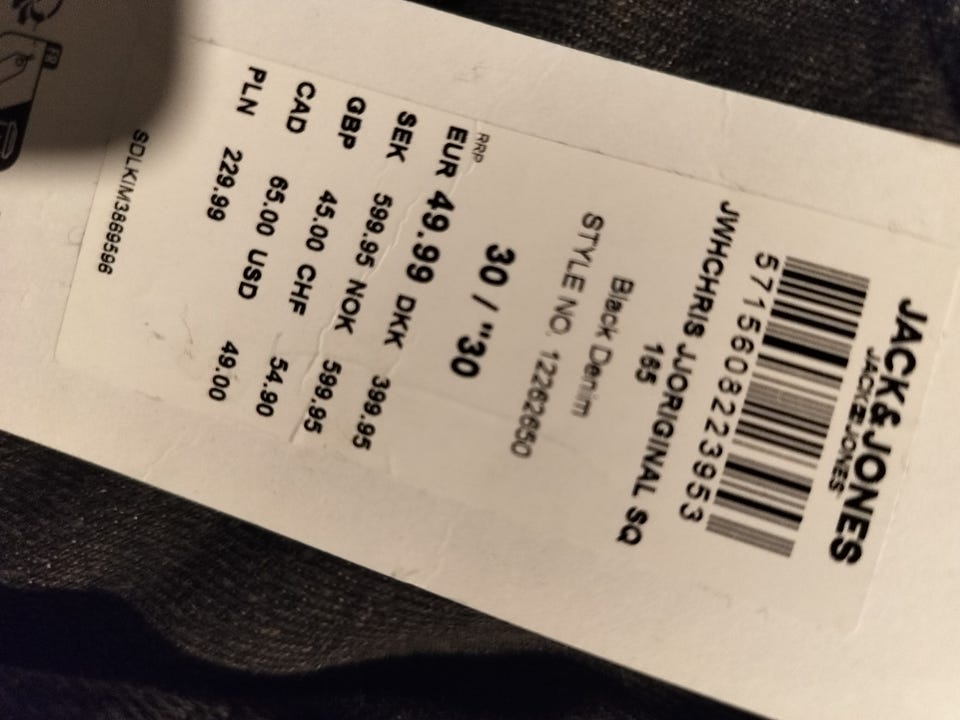 JACK&JONES
JACK&JONES
5715608223953
JWHCHRIS JJORIGINAL SQ
165
Black Denim
STYLE NO. 12262650
30 / "30
RRP
EUR 49.99 DKK 399.95
SEK 599.95 NOK 599.95
GBP 45.00 CHF 54.90
CAD 65.00 USD 49.00
PLN 229.99
SDLKIM3869596
FR